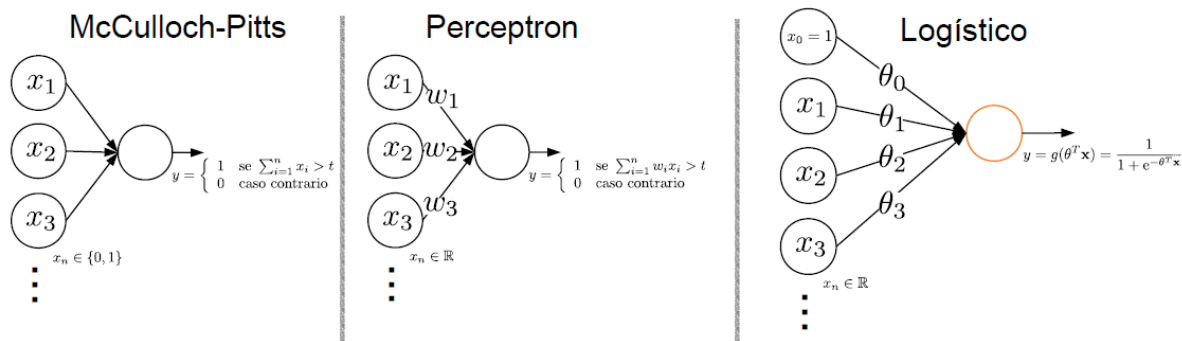 McCulloch-Pitts
x₁
x₂
x₃
⋮
xₙ ∈ {0, 1}
y = { 1 se ∑ⁿᵢ₌₁ xᵢ > t
0 caso contrario
Perceptron
x₁
w₁
x₂
w₂
x₃
w₃
⋮
xₙ ∈ ℝ
y = { 1 se ∑ⁿᵢ₌₁ wᵢxᵢ > t
0 caso contrario
Logístico
x₀ = 1
θ₀
x₁
θ₁
x₂
θ₂
x₃
θ₃
⋮
xₙ ∈ ℝ
y = g(θᵀ𝐱) = 1 / (1 + e^(−θᵀ𝐱))